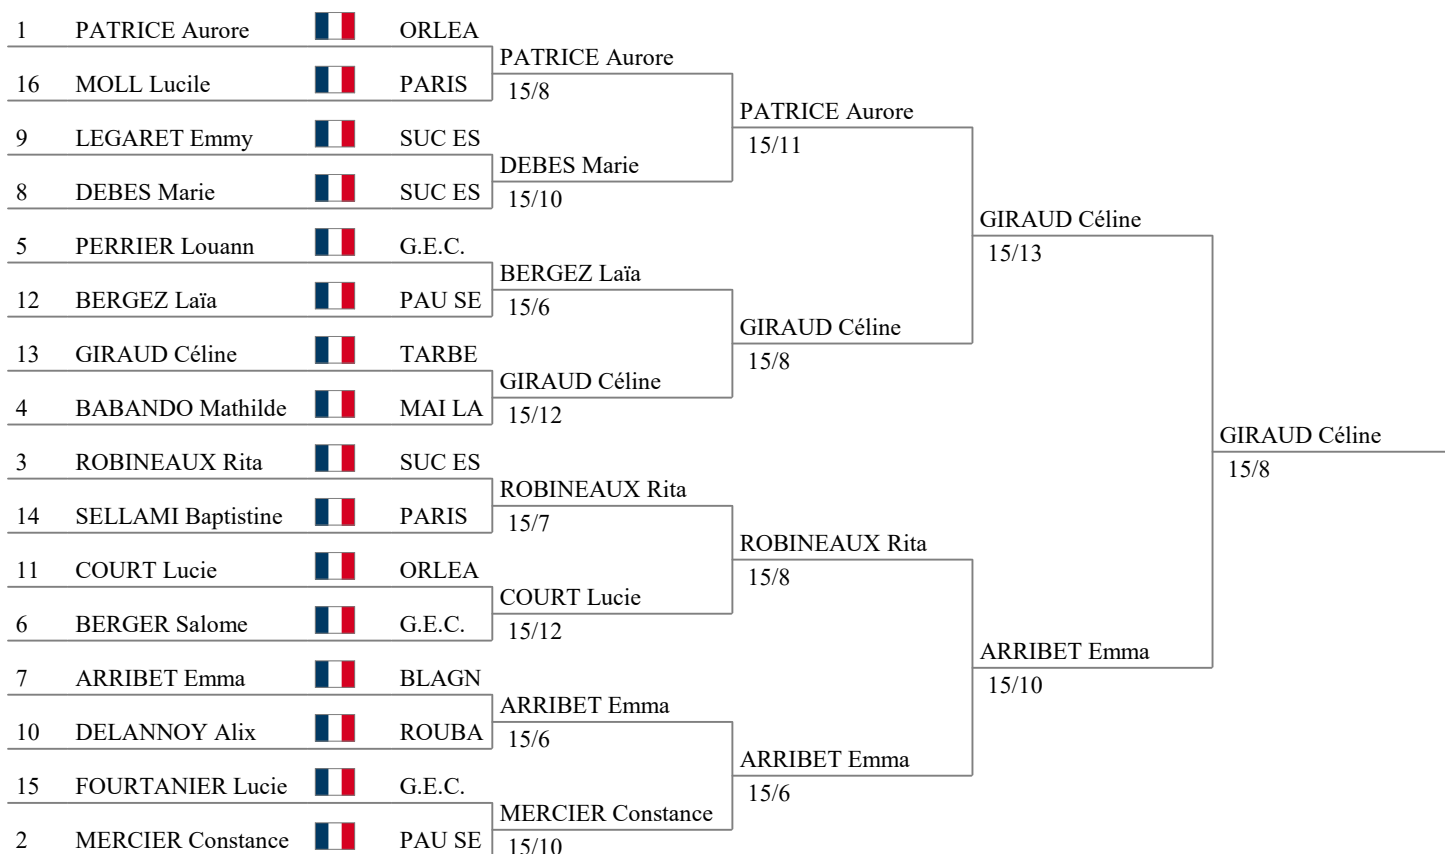 1 PATRICE Aurore ORLEA
16 MOLL Lucile PARIS
9 LEGARET Emmy SUC ES
8 DEBES Marie SUC ES
5 PERRIER Louann G.E.C.
12 BERGEZ Laïa PAU SE
13 GIRAUD Céline TARBE
4 BABANDO Mathilde MAI LA
3 ROBINEAUX Rita SUC ES
14 SELLAMI Baptistine PARIS
11 COURT Lucie ORLEA
6 BERGER Salome G.E.C.
7 ARRIBET Emma BLAGN
10 DELANNOY Alix ROUBA
15 FOURTANIER Lucie G.E.C.
2 MERCIER Constance PAU SE
PATRICE Aurore
15/8
DEBES Marie
15/10
BERGEZ Laïa
15/6
GIRAUD Céline
15/12
ROBINEAUX Rita
15/7
COURT Lucie
15/12
ARRIBET Emma
15/6
MERCIER Constance
15/10
PATRICE Aurore
15/11
GIRAUD Céline
15/8
ROBINEAUX Rita
15/8
ARRIBET Emma
15/6
GIRAUD Céline
15/13
ARRIBET Emma
15/10
GIRAUD Céline
15/8